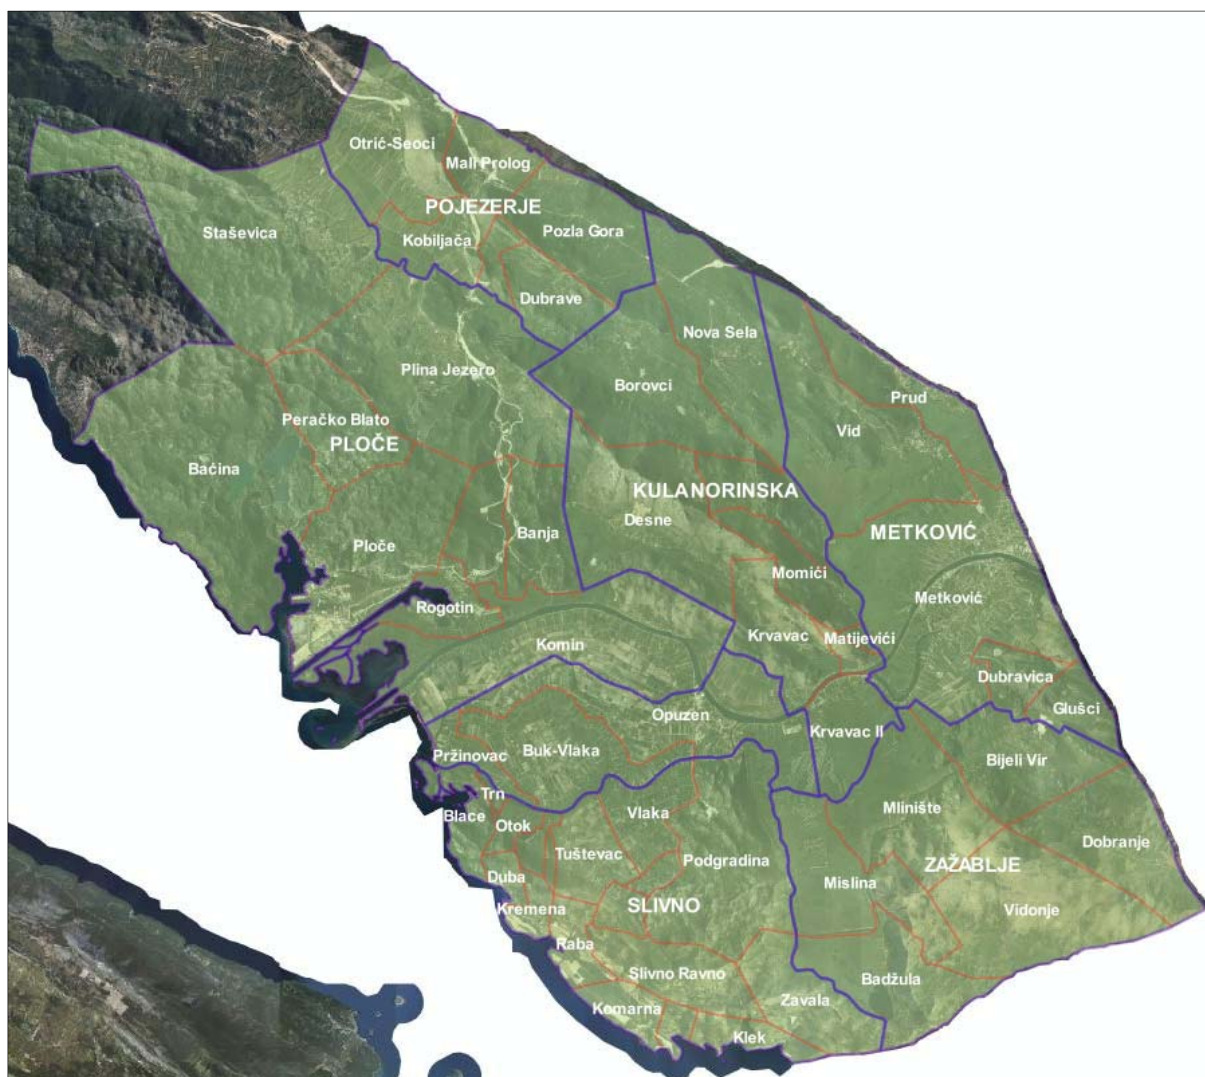 Otrić-Seoci
Mali Prolog
POJEZERJE
Staševica
Kobiljača
Pozla Gora
Dubrave
Nova Sela
Plina Jezero
Borovci
Prud
Peračko Blato
PLOČE
Vid
Baćina
KULA NORINSKA
Desne
METKOVIĆ
Banja
Ploče
Momići
Metković
Rogotin
Krvavac
Matijevići
Komin
Dubravica
Glušci
Opuzen
Krvavac II
Pržinovac
Buk-Vlaka
Bijeli Vir
Trn
Mlinište
Blace
Vlaka
Otok
Dobranje
Tuštevac
Podgradina
ZAŽABLJE
Duba
Mislina
Kremena
SLIVNO
Vidonje
Raba
Slivno Ravno
Badžula
Zavala
Komarna
Klek